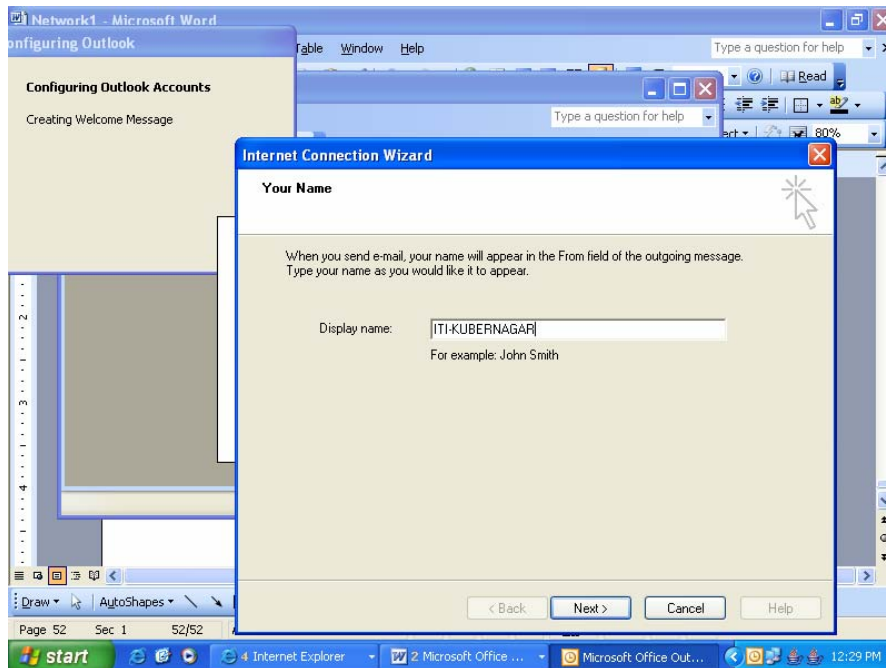 Network1 - Microsoft Word
onfiguring Outlook
Table Window Help
Type a question for help
Configuring Outlook Accounts
Creating Welcome Message
Read
Type a question for help
80%
Internet Connection Wizard
Your Name
When you send e-mail, your name will appear in the From field of the outgoing message.
Type your name as you would like it to appear.
Display name: ITI-KUBERNAGAR
For example: John Smith
2
3
4
Draw AutoShapes
< Back Next > Cancel Help
Page 52 Sec 1 52/52
start 4 Internet Explorer 2 Microsoft Office ... Microsoft Office Out... 12:29 PM